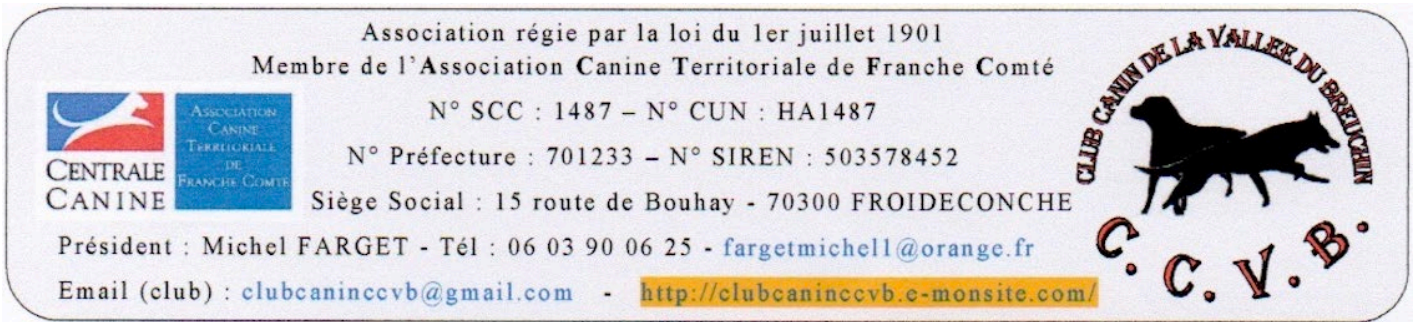 Association régie par la loi du 1er juillet 1901
Membre de l'Association Canine Territoriale de Franche Comté
N° SCC : 1487 – N° CUN : HA1487
N° Préfecture : 701233 – N° SIREN : 503578452
Siège Social : 15 route de Bouhay - 70300 FROIDECONCHE
Président : Michel FARGET - Tél : 06 03 90 06 25 - fargetmichel1@orange.fr
Email (club) : clubcaninccvb@gmail.com - http://clubcaninccvb.e-monsite.com/
CENTRALE
CANINE
ASSOCIATION
CANINE
TERRITORIALE
DE
FRANCHE COMTE
CLUB CANIN DE LA VALLEE DU BREUCHIN
C. C. V. B.